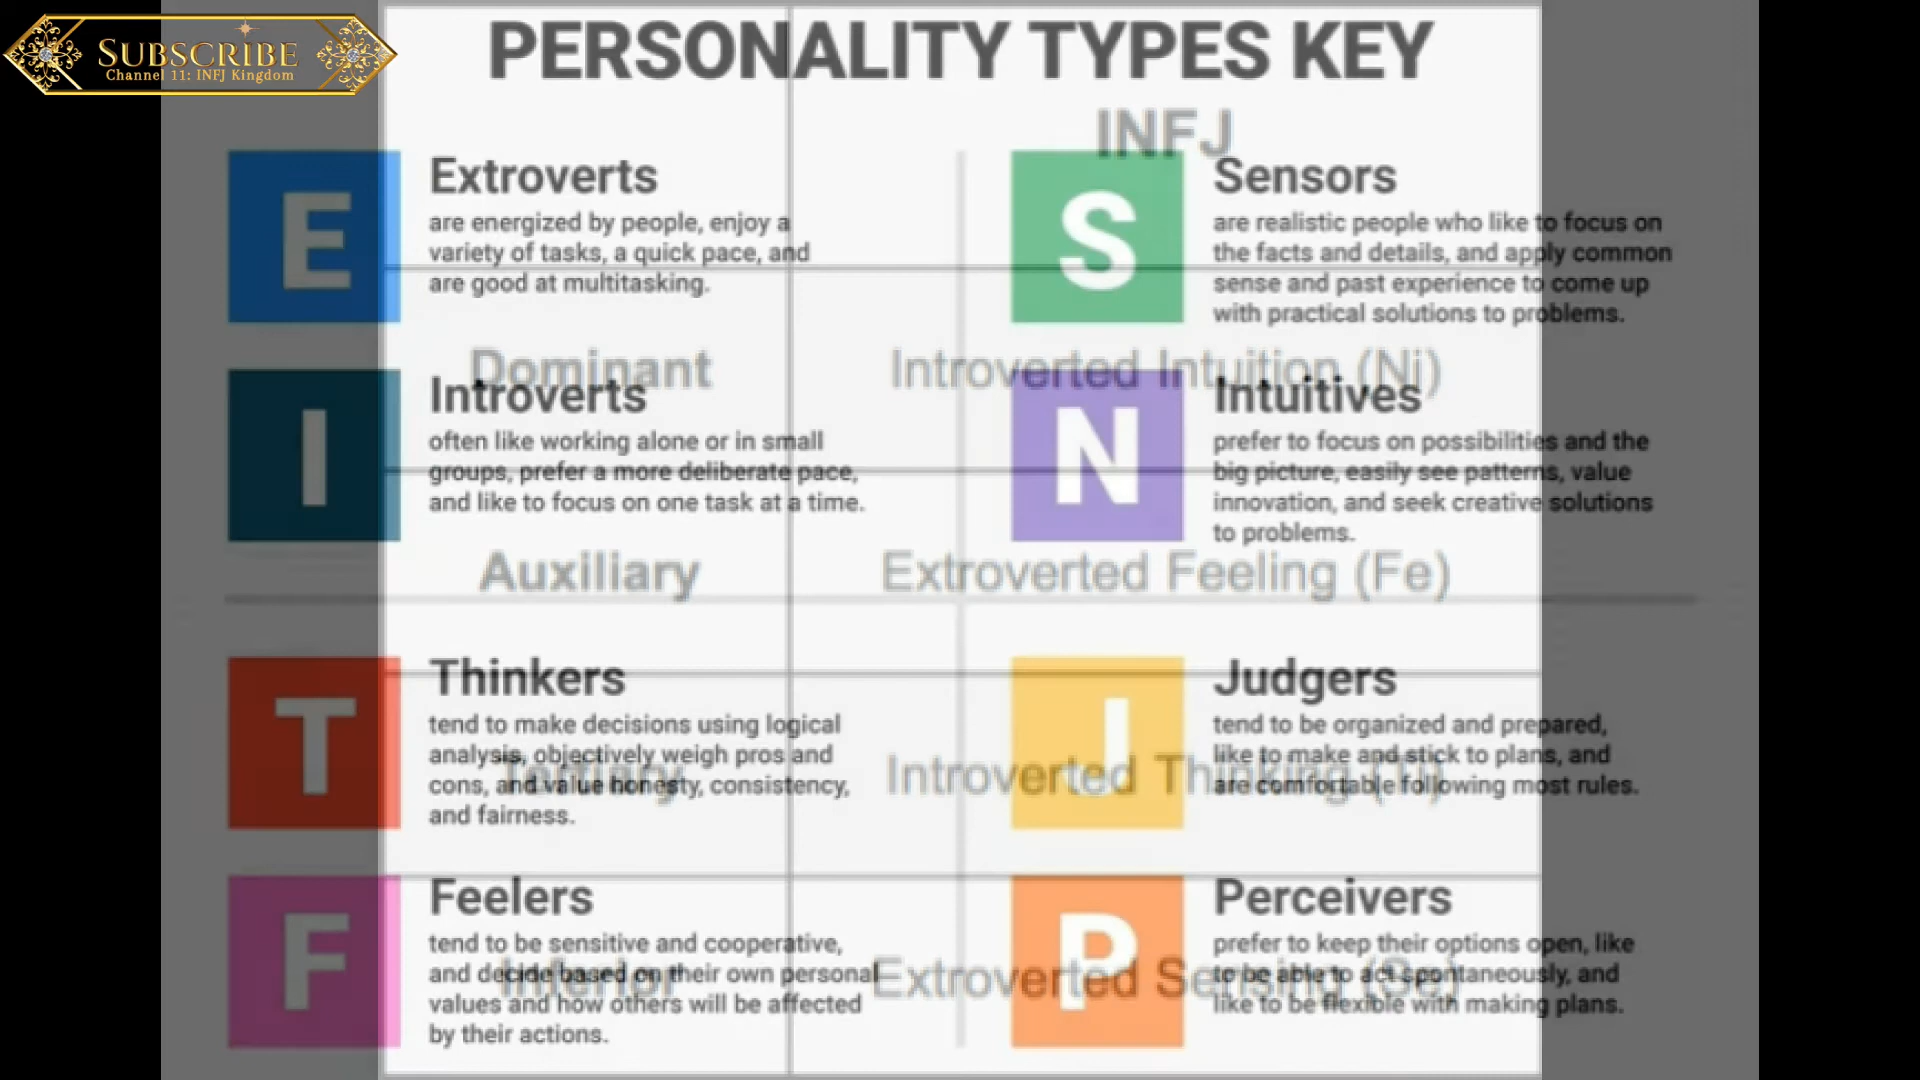 SUBSCRIBE
Channel 11: INFJ Kingdom
PERSONALITY TYPES KEY
INFJ
E
Extroverts
are energized by people, enjoy a
variety of tasks, a quick pace, and
are good at multitasking.
S
Sensors
are realistic people who like to focus on
the facts and details, and apply common
sense and past experience to come up
with practical solutions to problems.
Dominant
Introverted Intuition (Ni)
I
Introverts
often like working alone or in small
groups, prefer a more deliberate pace,
and like to focus on one task at a time.
N
Intuitives
prefer to focus on possibilities and the
big picture, easily see patterns, value
innovation, and seek creative solutions
to problems.
Auxiliary
Extroverted Feeling (Fe)
T
Thinkers
tend to make decisions using logical
analysis, objectively weigh pros and
cons, and value honesty, consistency,
and fairness.
Tertiary
Introverted Thinking (Ti)
J
Judgers
tend to be organized and prepared,
like to make and stick to plans, and
are comfortable following most rules.
F
Feelers
tend to be sensitive and cooperative,
and decide based on their own personal
values and how others will be affected
by their actions.
Inferior
Extroverted Sensing (Se)
P
Perceivers
prefer to keep their options open, like
to be able to act spontaneously, and
like to be flexible with making plans.